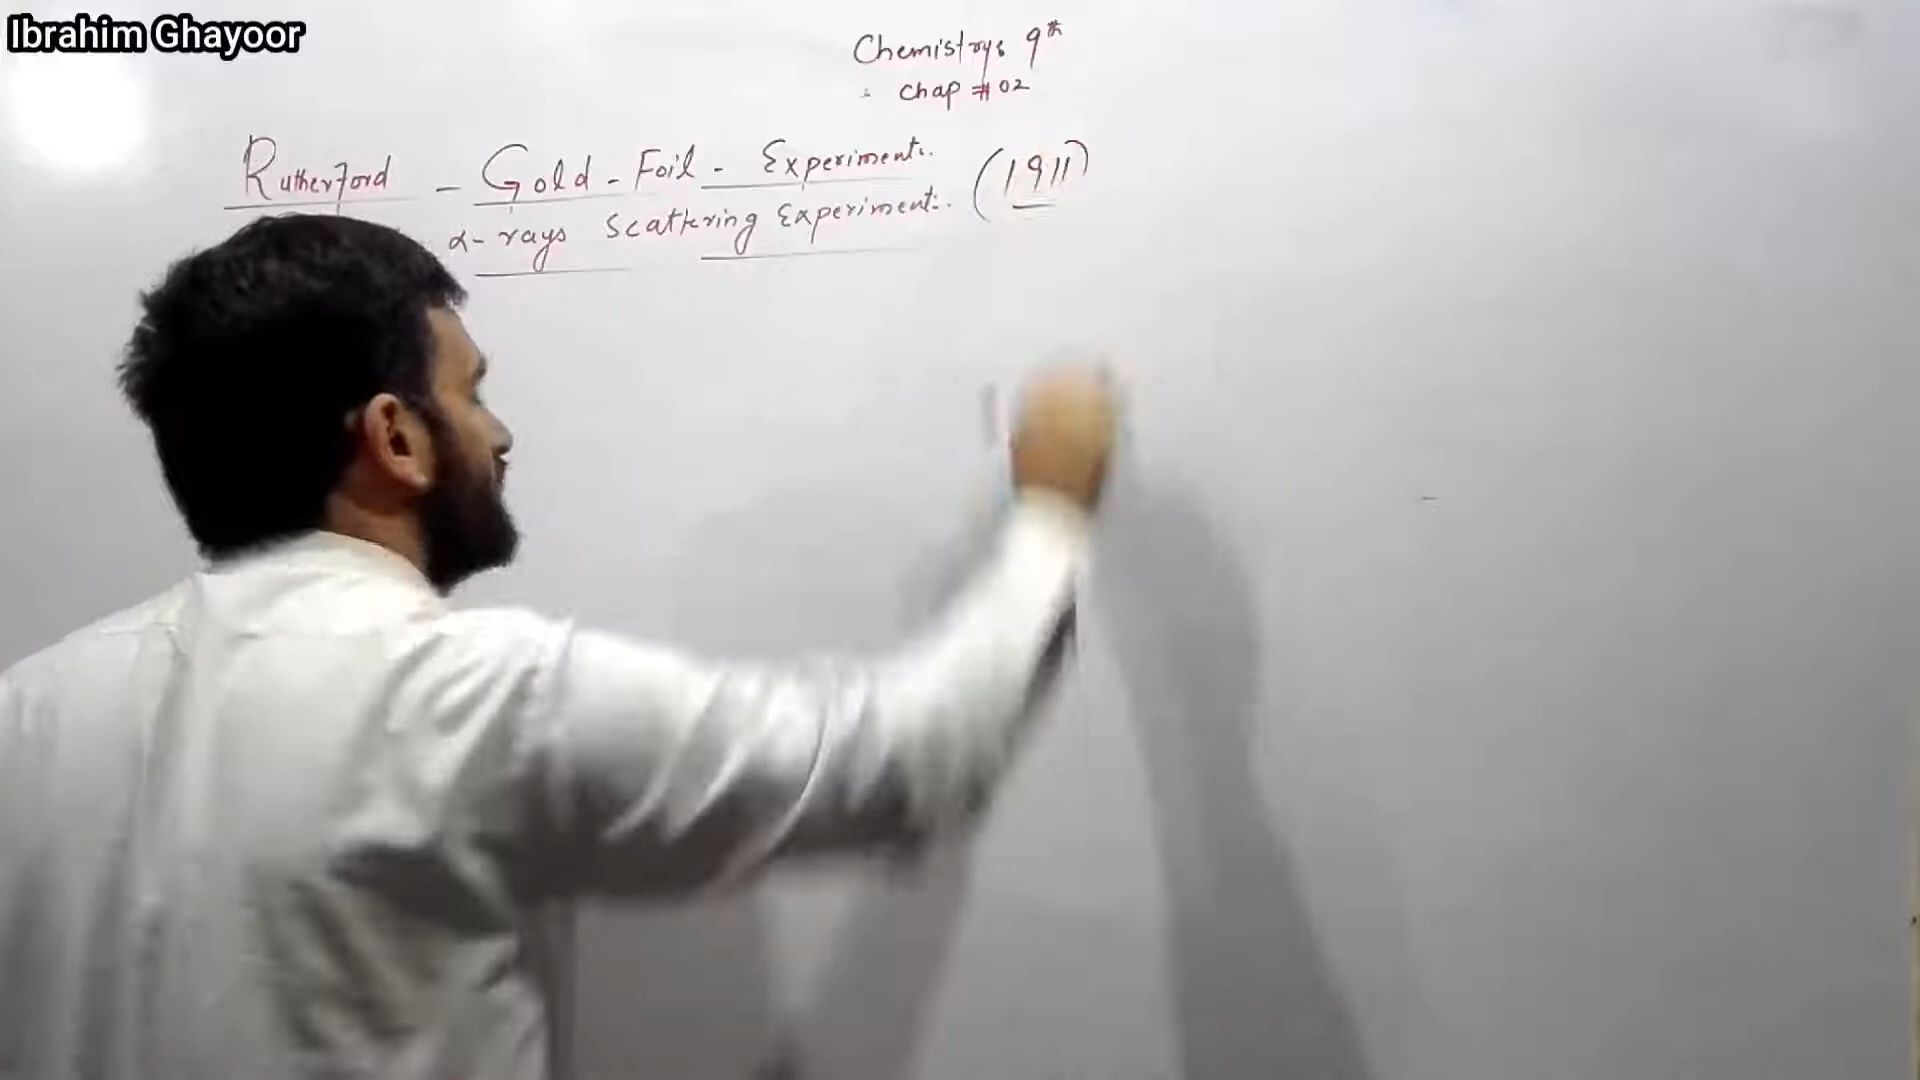 Ibrahim Ghayoor
Chemistry 9th
Chap # 02
Rutherford - Gold - Foil - Experiment:
(1911)
α- rays Scattering Experiment: